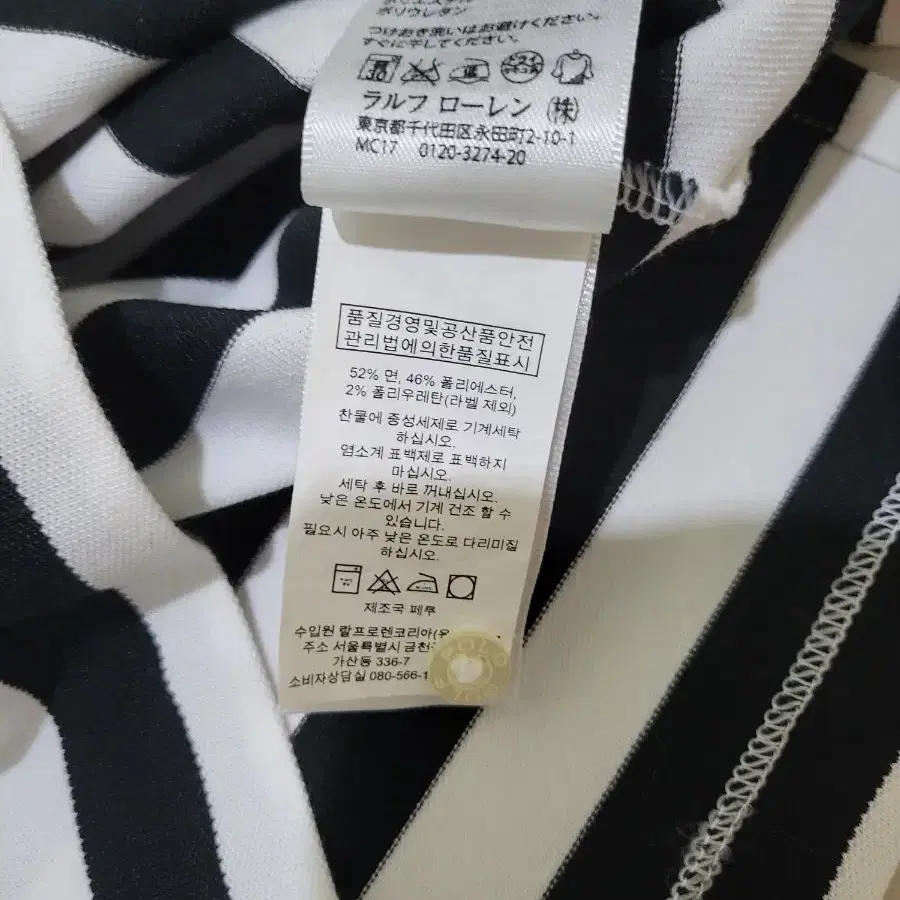 ポリウレタン
つけおき洗いはお避けください。
すぐに干してください。
ラルフ ローレン (株)
東京都千代田区永田町2-10-1
MC17 0120-3274-20
품질경영및공산품안전
관리법에의한품질표시
52% 면, 46% 폴리에스터,
2% 폴리우레탄(라벨 제외)
찬물에 중성세제로 기계세탁
하십시오.
염소계 표백제로 표백하지
마십시오.
세탁 후 바로 꺼내십시오.
낮은 온도에서 기계 건조 할 수
있습니다.
필요시 아주 낮은 온도로 다리미질
하십시오.
제조국 페루
수입원 랄프로렌코리아(유
주소 서울특별시 금천
가산동 336-7
소비자상담실 080-566-1
POLO